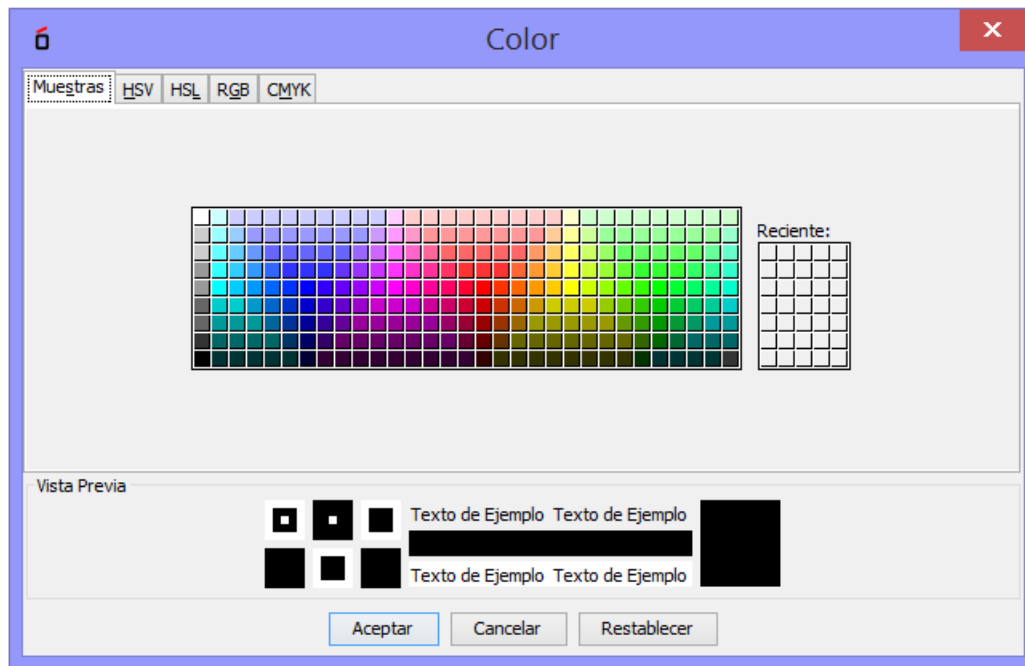 Color
Muestras HSV HSL RGB CMYK
Reciente:
Vista Previa
Texto de Ejemplo Texto de Ejemplo
Texto de Ejemplo Texto de Ejemplo
Aceptar Cancelar Restablecer